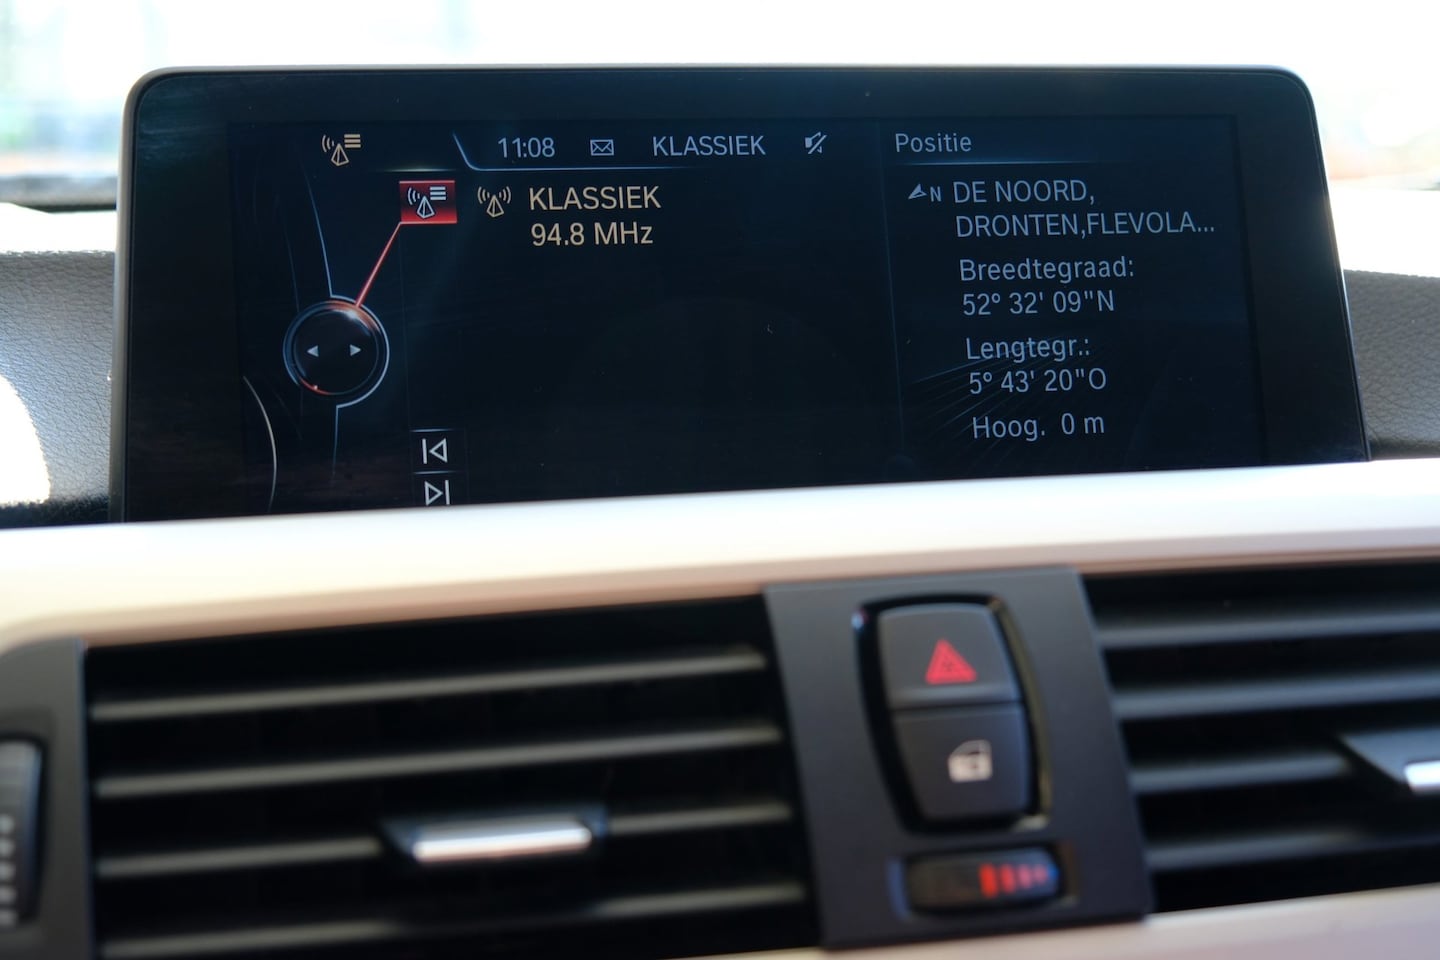 11:08 KLASSIEK
KLASSIEK
94.8 MHz
Positie
N DE NOORD,
DRONTEN,FLEVOLA...
Breedtegraad:
52° 32' 09"N
Lengtegr.:
5° 43' 20"O
Hoog. 0 m